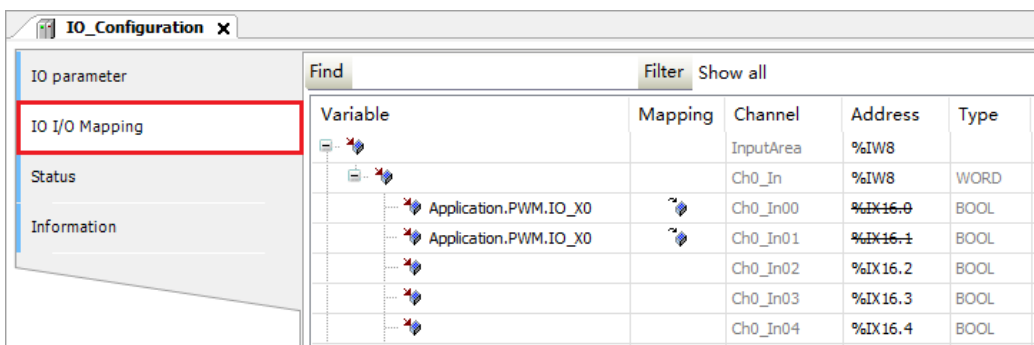 IO_Configuration x
IO parameter
IO I/O Mapping
Status
Information
Find Filter Show all
Variable Mapping Channel Address Type
InputArea %IW8
Ch0_In %IW8 WORD
Application.PWM.IO_X0 Ch0_In00 %IX16.0 BOOL
Application.PWM.IO_X0 Ch0_In01 %IX16.1 BOOL
Ch0_In02 %IX16.2 BOOL
Ch0_In03 %IX16.3 BOOL
Ch0_In04 %IX16.4 BOOL